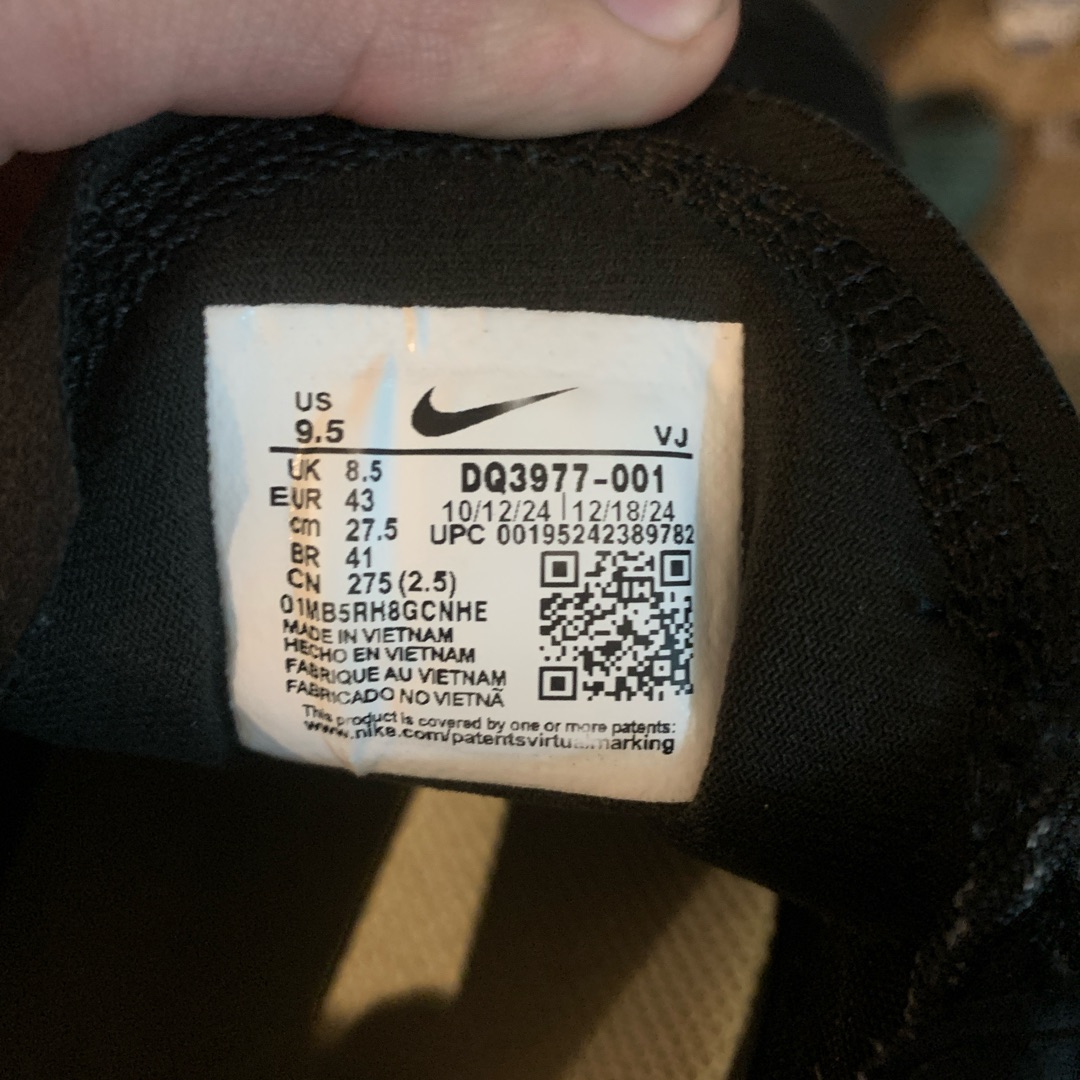 US
9.5
VJ
UK 8.5
DQ3977-001
EUR 43
10/12/24 | 12/18/24
cm 27.5
UPC 00195242389782
BR 41
CN 275 (2.5)
01MB5RH8GCNHE
MADE IN VIETNAM
HECHO EN VIETNAM
FABRIQUE AU VIETNAM
FABRICADO NO VIETNÃ
This product is covered by one or more patents:
www.nike.com/patentsvirtualmarking